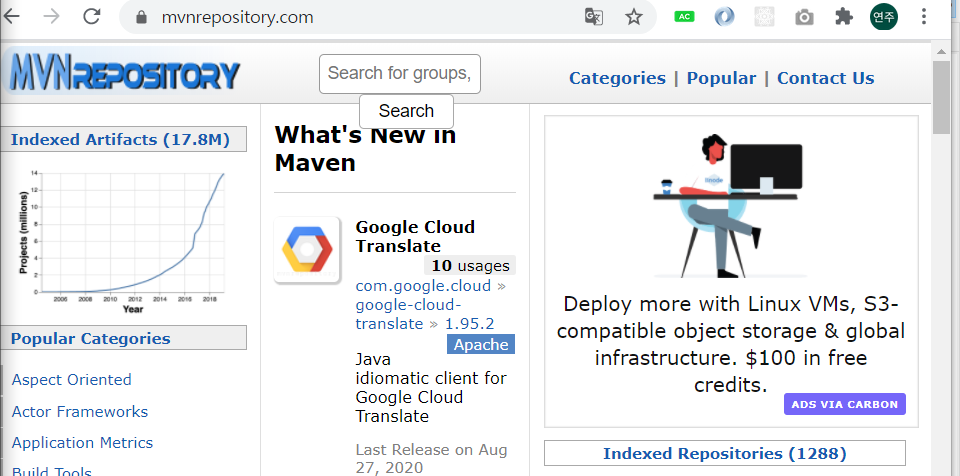 mvnrepository.com
AC
연주
MVNREPOSITORY
Search for groups,
Search
Categories | Popular | Contact Us
Indexed Artifacts (17.8M)
Projects (millions)
14
12
10
8
6
4
2
0
2006 2008 2010 2012 2014 2016 2018
Year
Popular Categories
Aspect Oriented
Actor Frameworks
Application Metrics
Build Tools
What's New in
Maven
Google Cloud
Translate
10 usages
com.google.cloud »
google-cloud-
translate » 1.95.2
Apache
Java
idiomatic client for
Google Cloud
Translate
Last Release on Aug
27, 2020
Deploy more with Linux VMs, S3-
compatible object storage & global
infrastructure. $100 in free
credits.
ADS VIA CARBON
Indexed Repositories (1288)